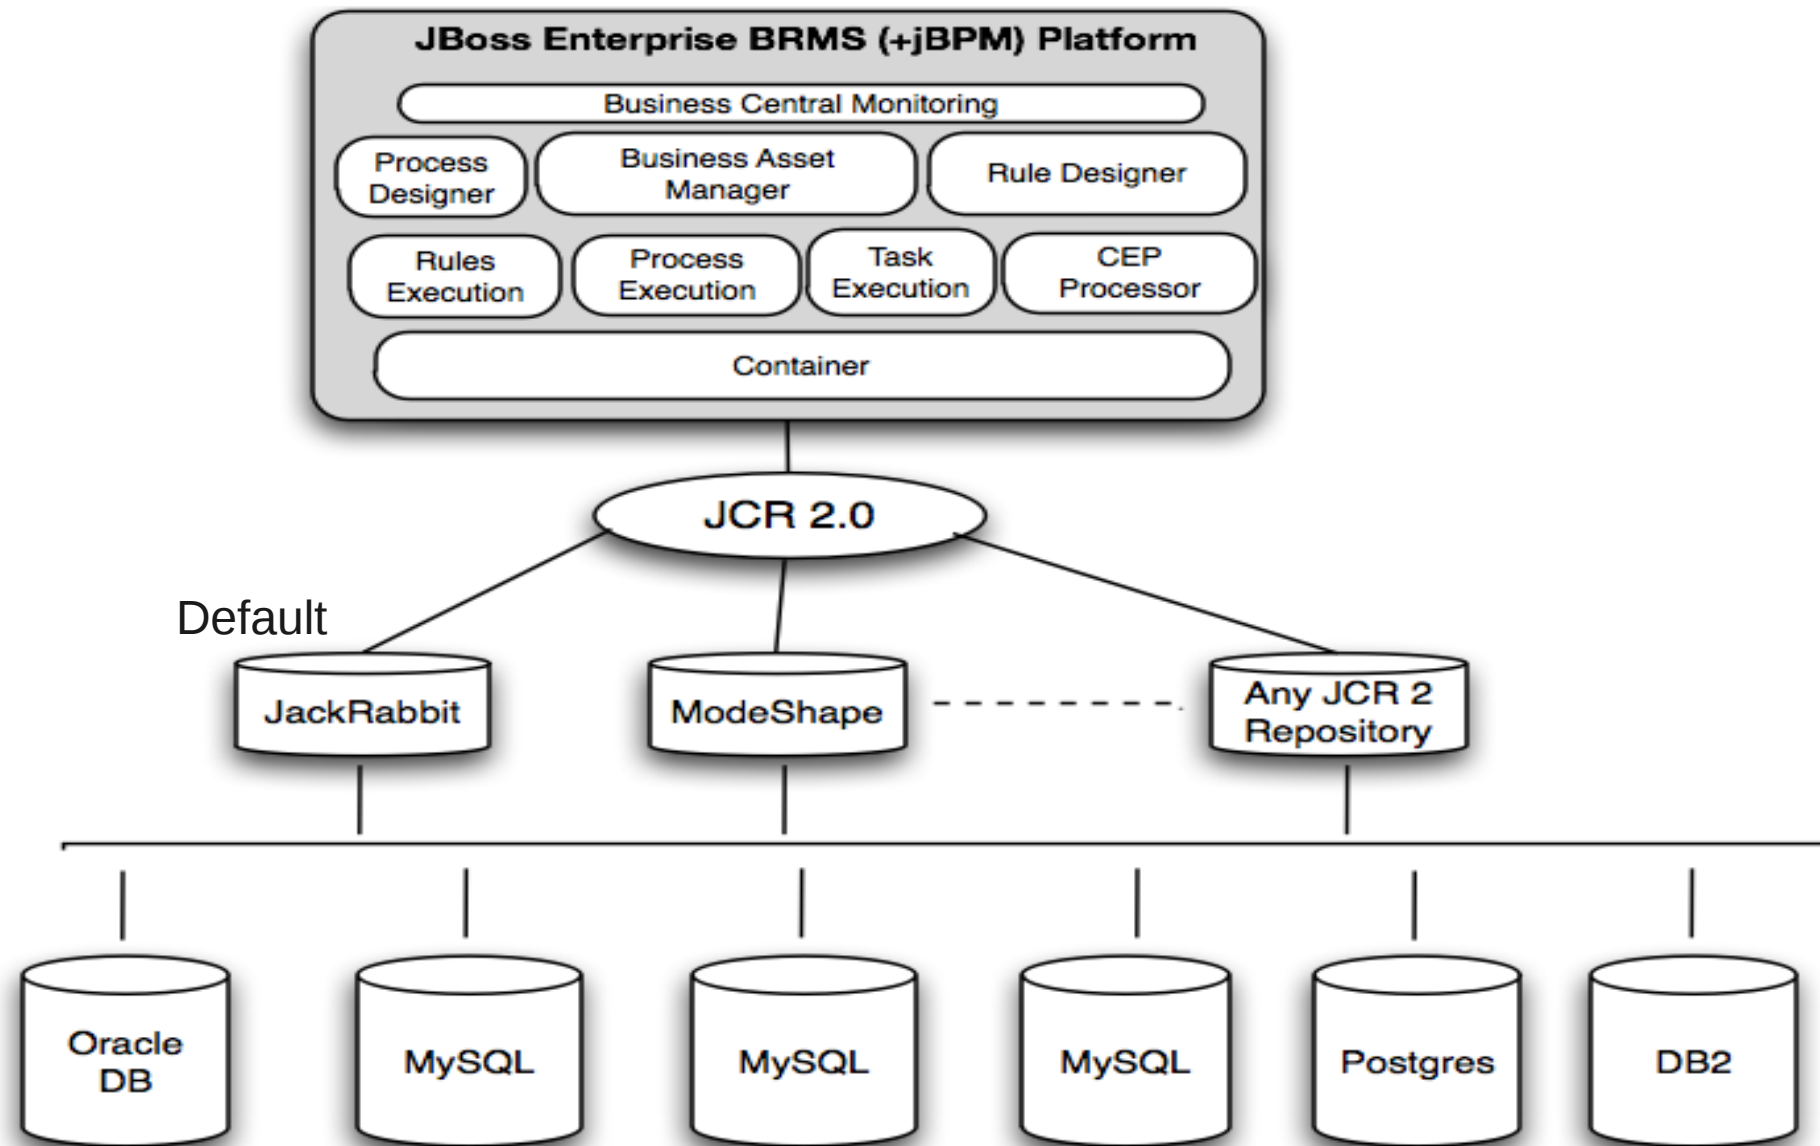 JBoss Enterprise BRMS (+jBPM) Platform
Business Central Monitoring
Process
Designer
Business Asset
Manager
Rule Designer
Rules
Execution
Process
Execution
Task
Execution
CEP
Processor
Container
JCR 2.0
Default
JackRabbit
ModeShape
Any JCR 2
Repository
Oracle
DB
MySQL
MySQL
MySQL
Postgres
DB2